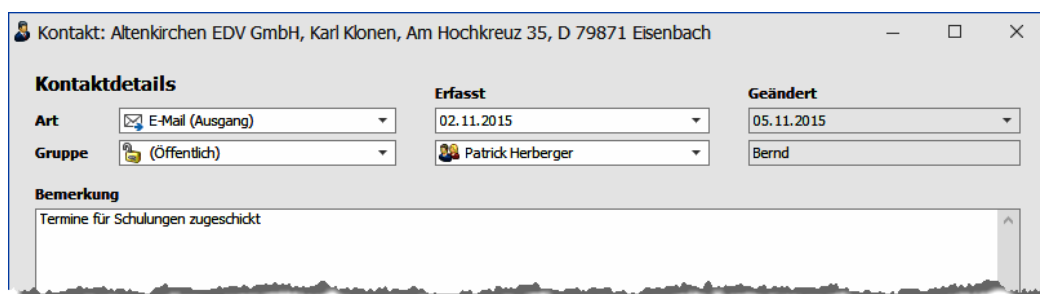 Kontakt: Altenkirchen EDV GmbH, Karl Klonen, Am Hochkreuz 35, D 79871 Eisenbach
Kontaktdetails
Erfasst
Geändert
Art
E-Mail (Ausgang)
02.11.2015
05.11.2015
Gruppe
(Öffentlich)
Patrick Herberger
Bernd
Bemerkung
Termine für Schulungen zugeschickt